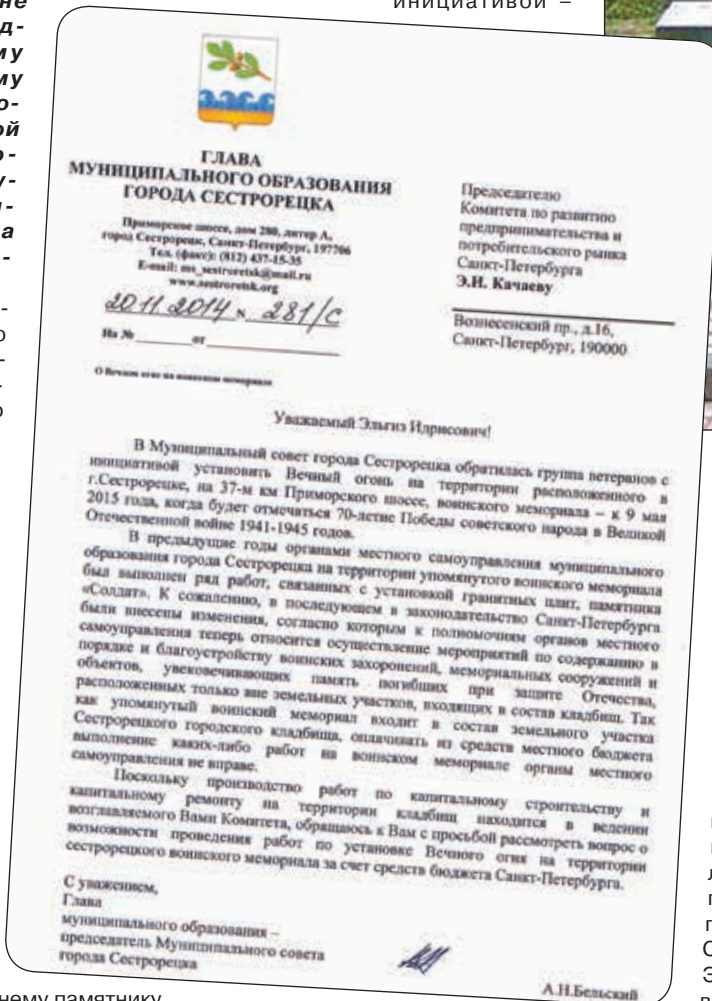 инициативой –
не
д-
му
му
о-
ой
о-
у-
и-
а
-
-
о
-
-
о
ГЛАВА
МУНИЦИПАЛЬНОГО ОБРАЗОВАНИЯ
ГОРОДА СЕСТРОРЕЦКА
Приморское шоссе, дом 280, литер А,
город Сестрорецк, Санкт-Петербург, 197706
Тел. (факс): (812) 437-15-35
E-mail: ms_sestroretsk@mail.ru
www.sestroretsk.org
20.11.2014 N 281/С
На № от
О Вечном огне на воинском мемориале
Председателю
Комитета по развитию
предпринимательства и
потребительского рынка
Санкт-Петербурга
Э.И. Качаеву
Вознесенский пр., д.16,
Санкт-Петербург, 190000
Уважаемый Эльгиз Идрисович!
В Муниципальный совет города Сестрорецка обратилась группа ветеранов с
инициативой установить Вечный огонь на территории расположенного в
г.Сестрорецке, на 37-м км Приморского шоссе, воинского мемориала – к 9 мая
2015 года, когда будет отмечаться 70-летие Победы советского народа в Великой
Отечественной войне 1941-1945 годов.
В предыдущие годы органами местного самоуправления муниципального
образования города Сестрорецка на территории упомянутого воинского мемориала
был выполнен ряд работ, связанных с установкой гранитных плит, памятника
«Солдат». К сожалению, в последующем в законодательство Санкт-Петербурга
были внесены изменения, согласно которым к полномочиям органов местного
самоуправления теперь относится осуществление мероприятий по содержанию в
порядке и благоустройству воинских захоронений, мемориальных сооружений и
объектов, увековечивающих память погибших при защите Отечества,
расположенных только вне земельных участков, входящих в состав кладбищ. Так
как упомянутый воинский мемориал входит в состав земельного участка
Сестрорецкого городского кладбища, оплачивать из средств местного бюджета
выполнение каких-либо работ на воинском мемориале органы местного
самоуправления не вправе.
Поскольку производство работ по капитальному строительству и
капитальному ремонту на территории кладбищ находится в ведении
возглавляемого Вами Комитета, обращаюсь к Вам с просьбой рассмотреть вопрос о
возможности проведения работ по установке Вечного огня на территории
сестрорецкого воинского мемориала за счет средств бюджета Санкт-Петербурга.
С уважением,
Глава
муниципального образования –
председатель Муниципального совета
города Сестрорецка
А.Н.Бельский
нему памятнику